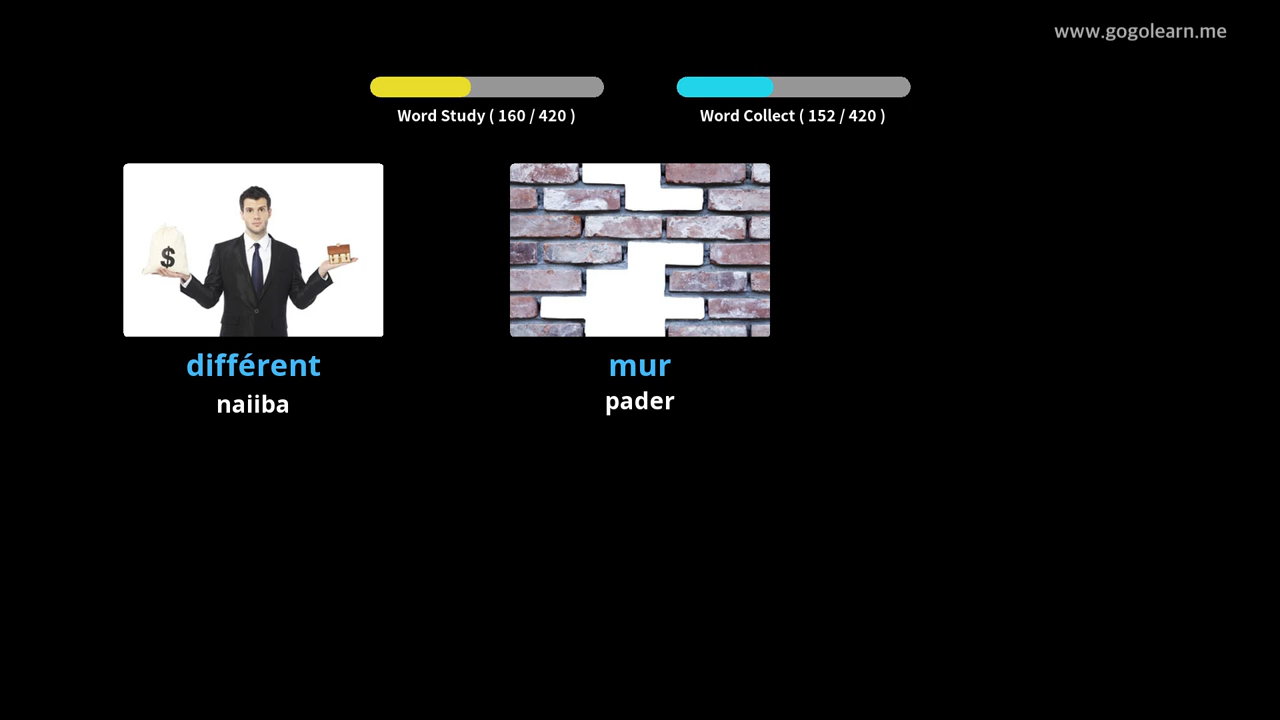 www.gogolearn.me
Word Study ( 160 / 420 )
Word Collect ( 152 / 420 )
$
différent
naiiba
mur
pader